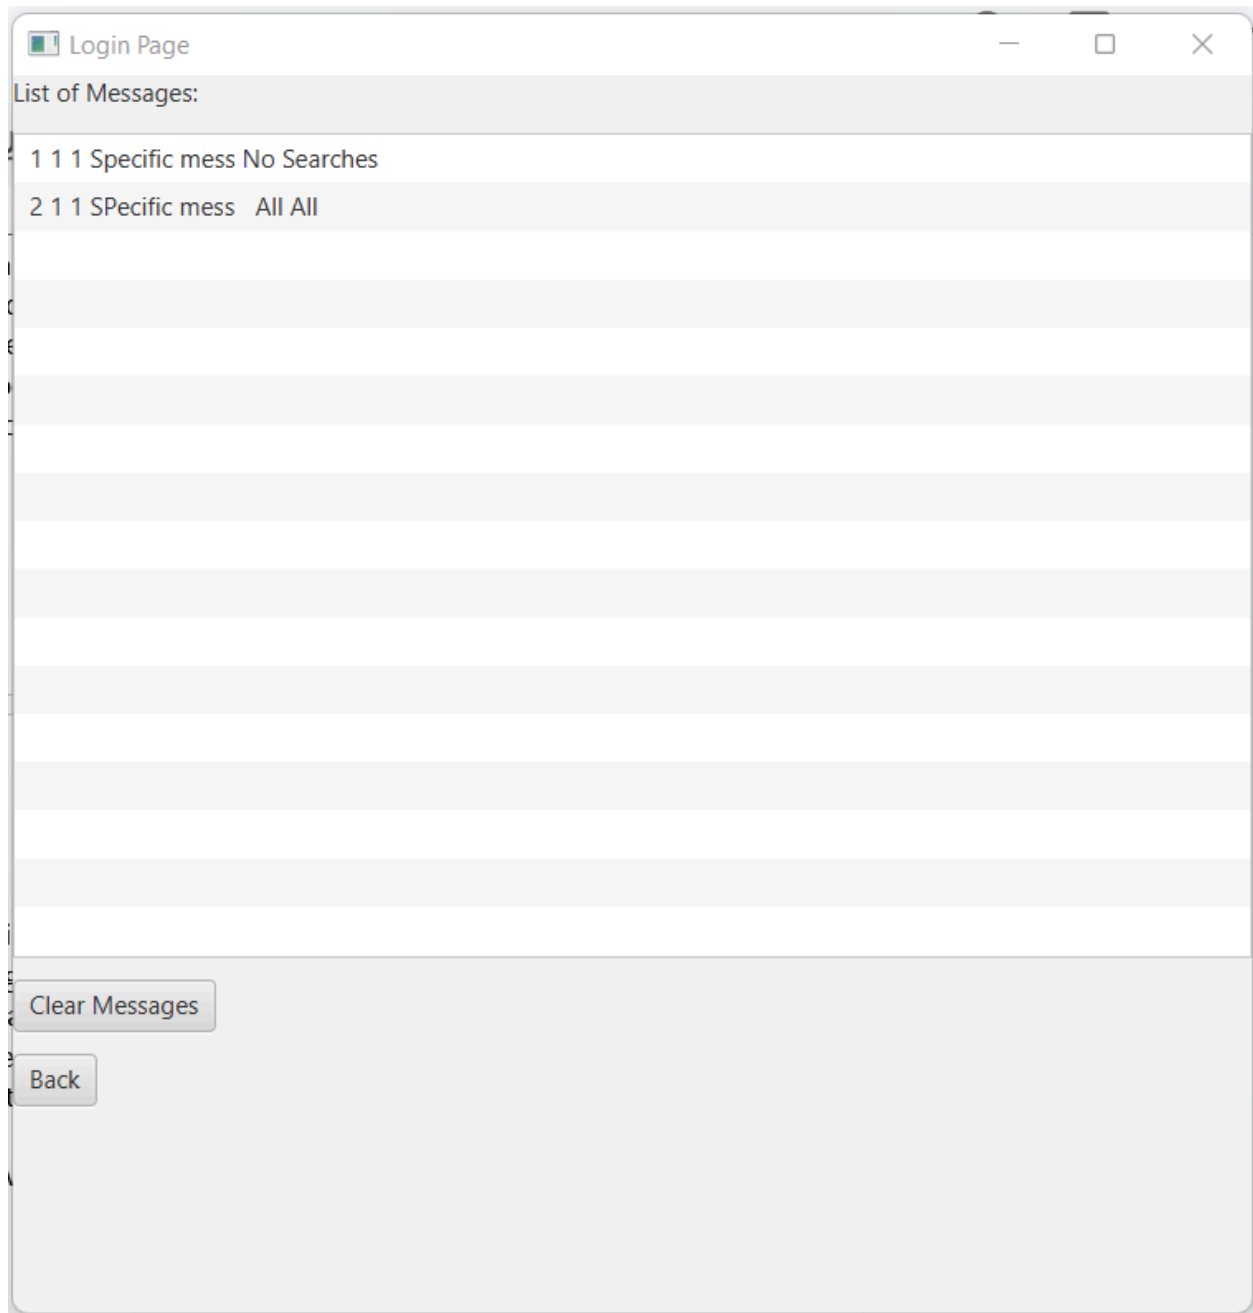 Login Page
List of Messages:
1 1 1 Specific mess No Searches
2 1 1 SPecific mess   All All
Clear Messages
Back